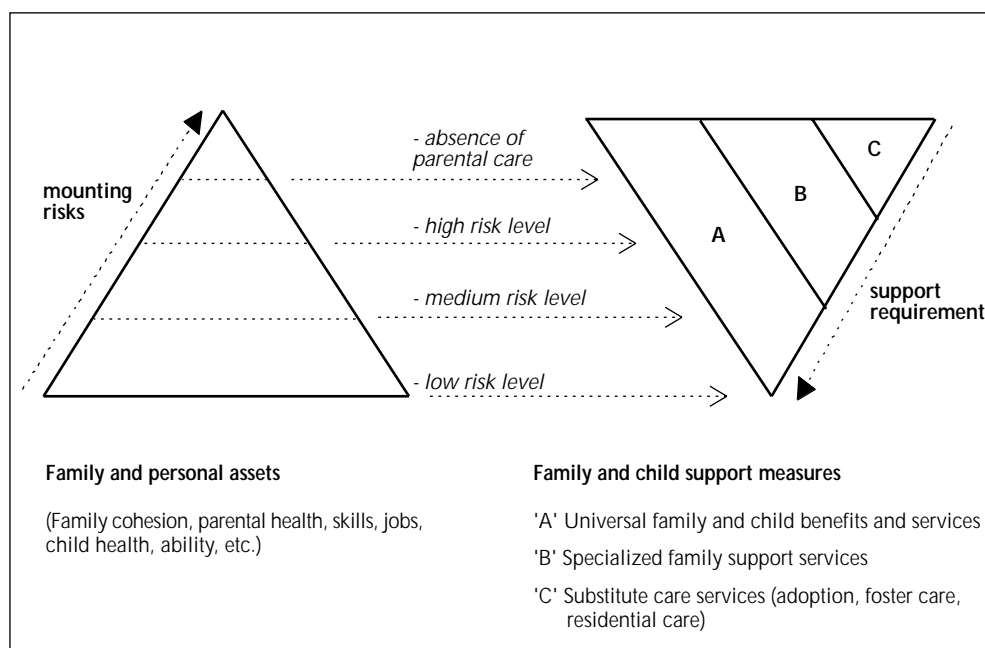 mounting
risks
- absence of
parental care
- high risk level
- medium risk level
- low risk level
A
B
C
support
requirement
Family and personal assets
(Family cohesion, parental health, skills, jobs,
child health, ability, etc.)
Family and child support measures
'A' Universal family and child benefits and services
'B' Specialized family support services
'C' Substitute care services (adoption, foster care,
residential care)